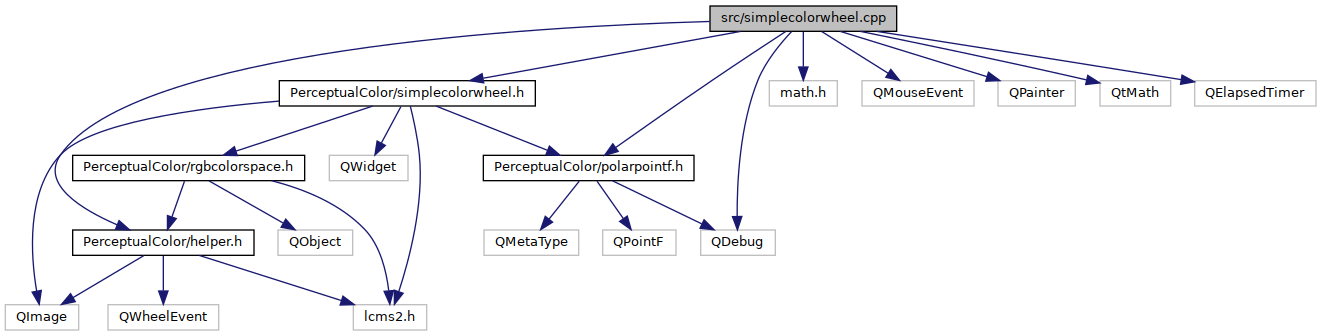 src/simplecolorwheel.cpp
PerceptualColor/simplecolorwheel.h
math.h
QMouseEvent
QPainter
QtMath
QElapsedTimer
PerceptualColor/rgbcolorspace.h
QWidget
PerceptualColor/polarpointf.h
PerceptualColor/helper.h
QObject
QMetaType
QPointF
QDebug
QImage
QWheelEvent
lcms2.h